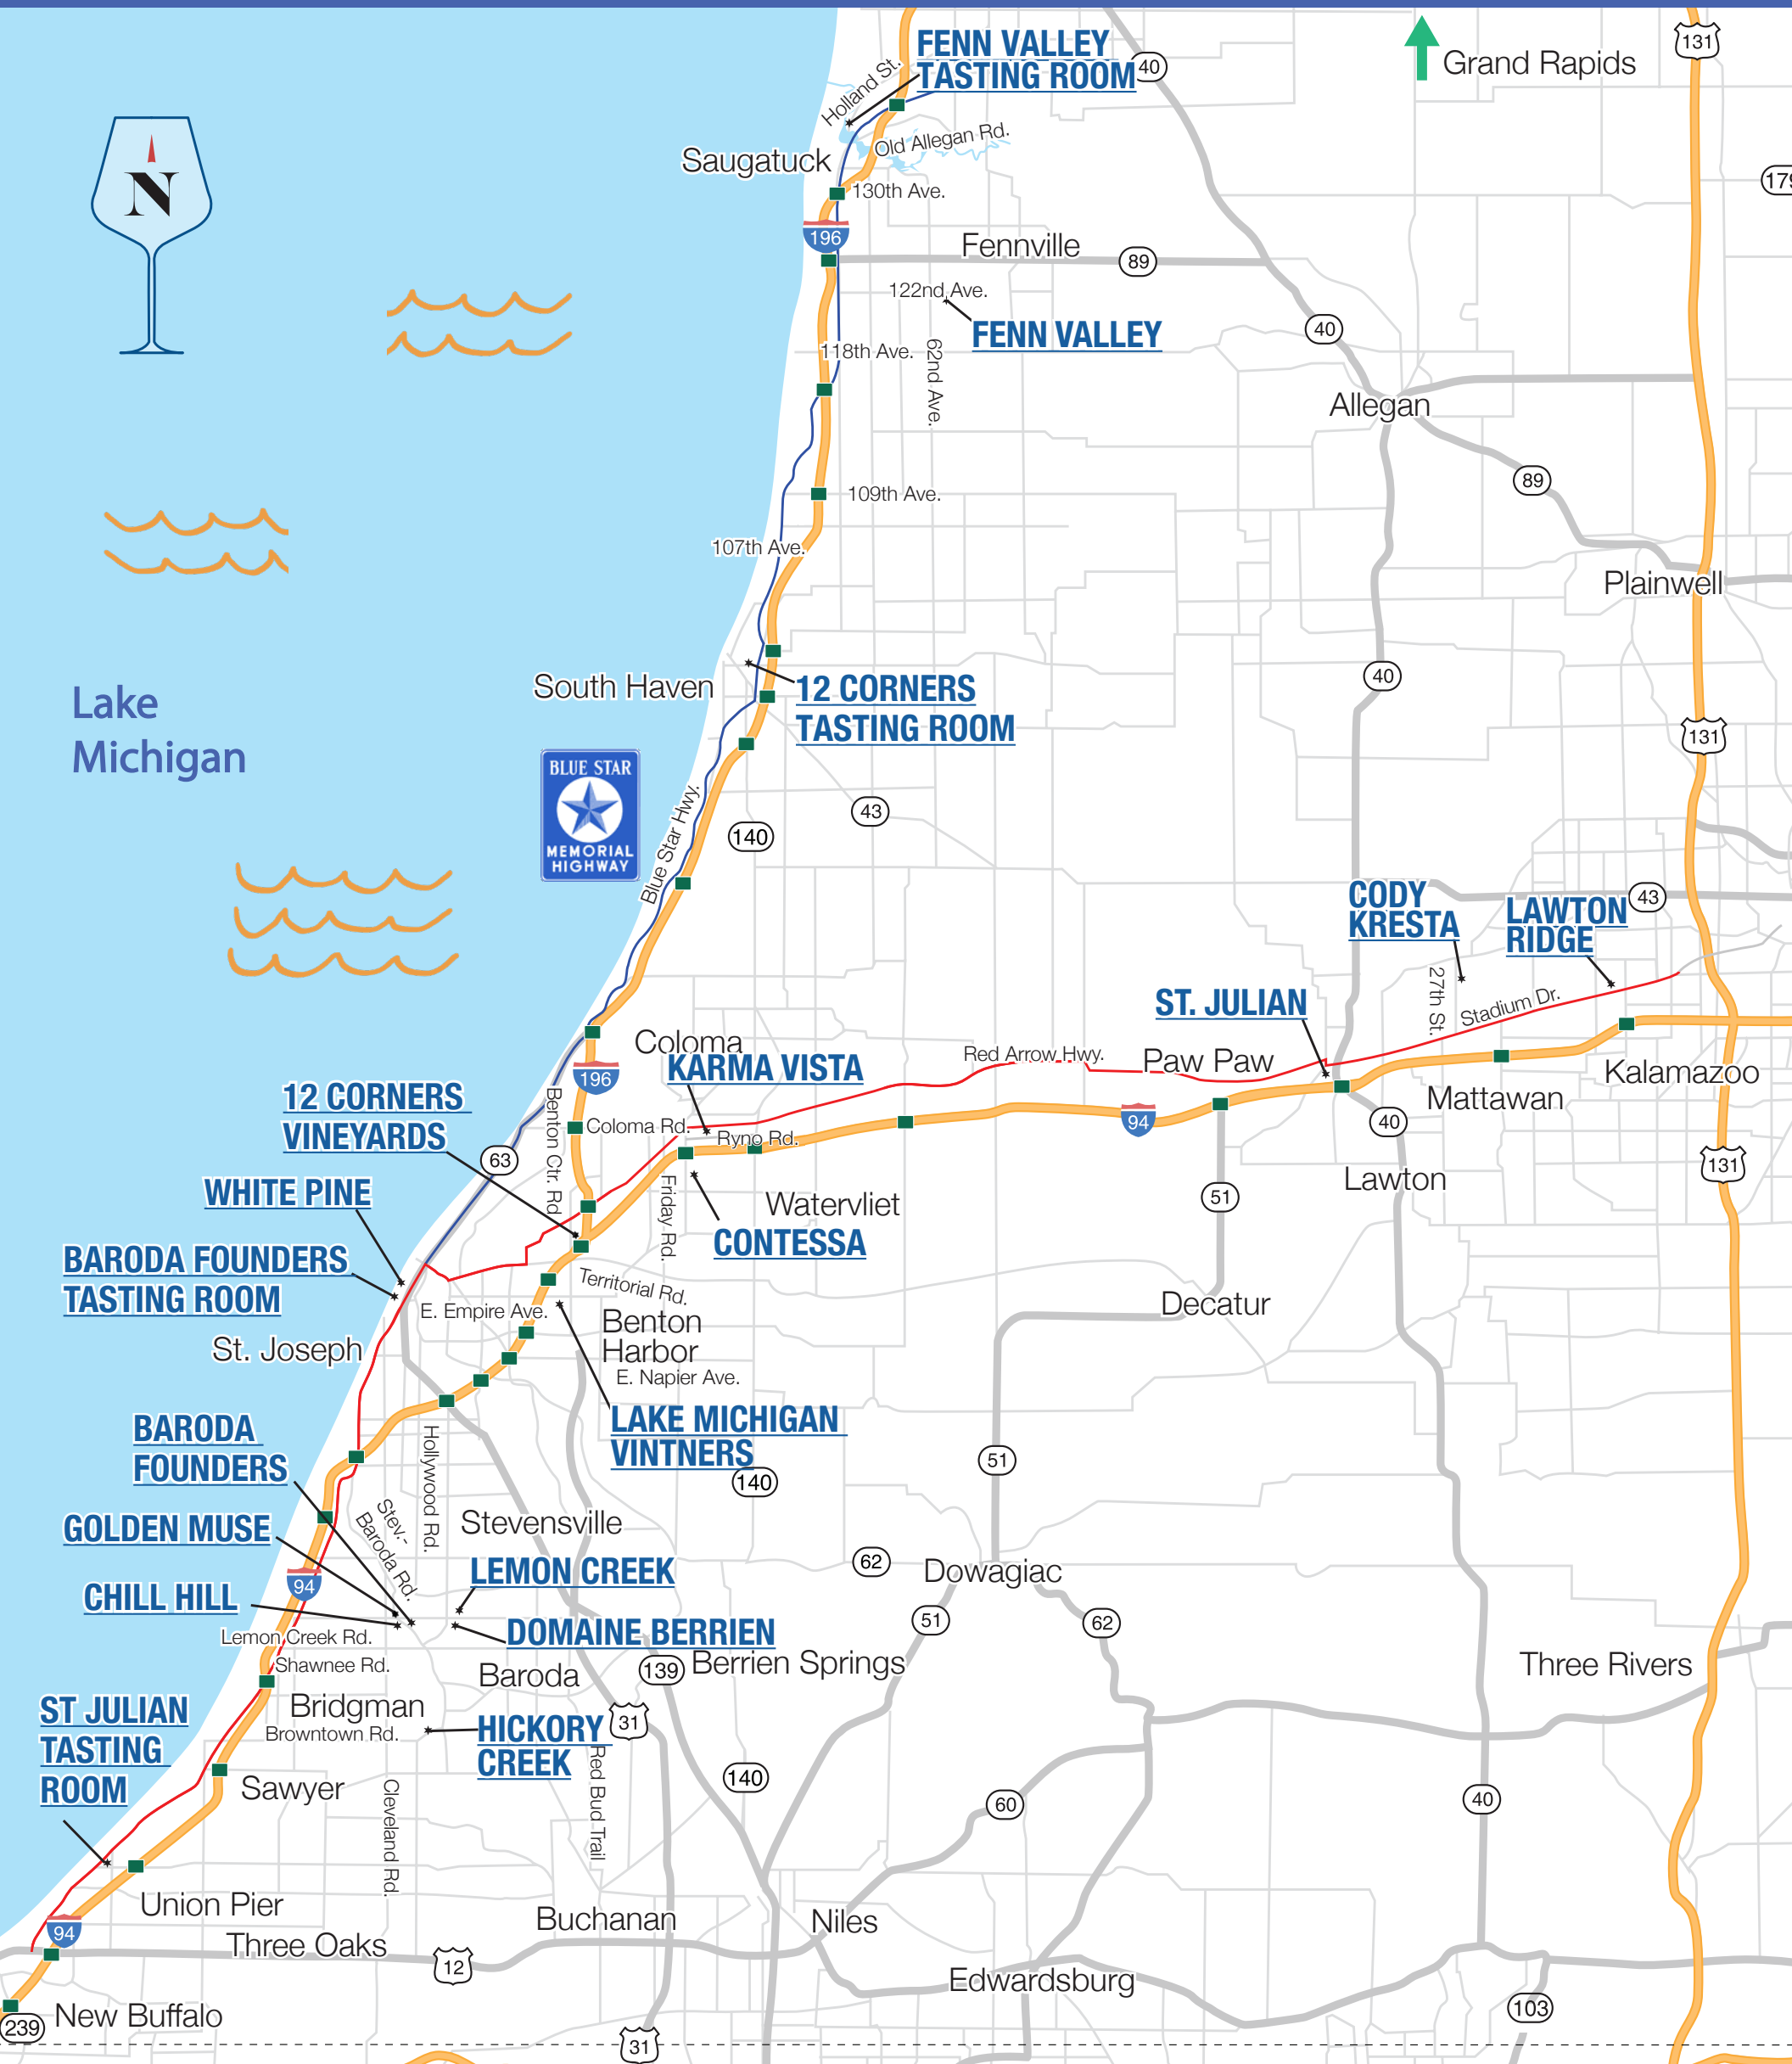 FENN VALLEY
TASTING ROOM
40
Grand Rapids
131
Holland St.
Old Allegan Rd.
Saugatuck
130th Ave.
N
196
Fennville
89
122nd Ave.
FENN VALLEY
40
118th Ave.
62nd Ave.
Allegan
89
109th Ave.
107th Ave.
Plainwell
40
South Haven
12 CORNERS
TASTING ROOM
Lake
Michigan
131
BLUE STAR
MEMORIAL
HIGHWAY
Blue Star Hwy.
43
140
CODY
KRESTA
43
LAWTON
RIDGE
27th St.
Stadium Dr.
ST. JULIAN
Coloma
KARMA VISTA
Red Arrow Hwy.
Paw Paw
Kalamazoo
196
12 CORNERS
VINEYARDS
Benton Ctr. Rd
Coloma Rd.
Ryno Rd.
94
Mattawan
40
63
131
WHITE PINE
Friday Rd.
Watervliet
51
Lawton
CONTESSA
BARODA FOUNDERS
TASTING ROOM
Territorial Rd.
E. Empire Ave.
Decatur
Benton
Harbor
St. Joseph
E. Napier Ave.
LAKE MICHIGAN
VINTNERS
BARODA
FOUNDERS
Hollywood Rd.
51
140
GOLDEN MUSE
Stev.-
Baroda Rd.
Stevensville
62
Dowagiac
LEMON CREEK
94
CHILL HILL
51
62
Lemon Creek Rd.
DOMAINE BERRIEN
Shawnee Rd.
Baroda
139
Berrien Springs
Three Rivers
ST JULIAN
TASTING
ROOM
Bridgman
Browntown Rd.
HICKORY
CREEK
31
Red Bud Trail
140
Sawyer
Cleveland Rd.
60
40
Union Pier
94
Three Oaks
Buchanan
Niles
12
Edwardsburg
103
New Buffalo
239
31